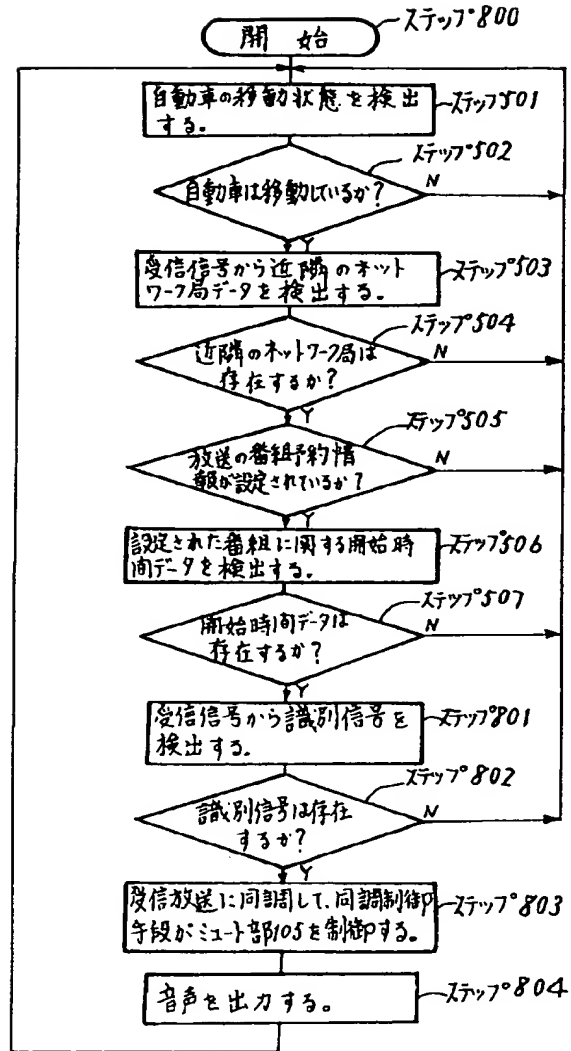 開始
ステップ800
自動車の移動状態を検出
する。
ステップ501
自動車は移動しているか?
ステップ502
N
Y
受信信号から近隣のネット
ワーク局データを検出する。
ステップ503
近隣のネットワーク局は
存在するか?
ステップ504
N
Y
放送の番組予約情
報が設定されているか?
ステップ505
N
Y
設定された番組に関する開始時
間データを検出する。
ステップ506
開始時間データは
存在するか?
ステップ507
N
Y
受信信号から識別信号を
検出する。
ステップ801
識別信号は存在
するか?
ステップ802
N
Y
受信放送に同調して、同調制御
手段がミュート部105を制御する。
ステップ803
音声を出力する。
ステップ804